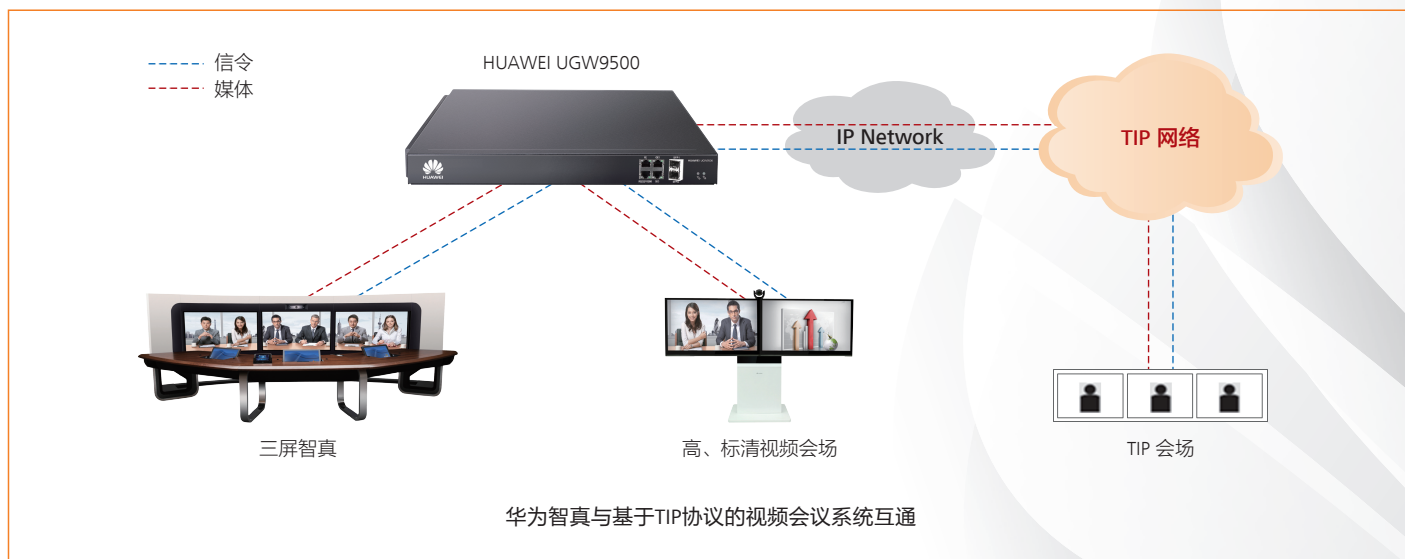 信令
媒体
HUAWEI UGW9500
IP Network
TIP 网络
HUAWEI
三屏智真
高、标清视频会场
TIP 会场
华为智真与基于TIP协议的视频会议系统互通